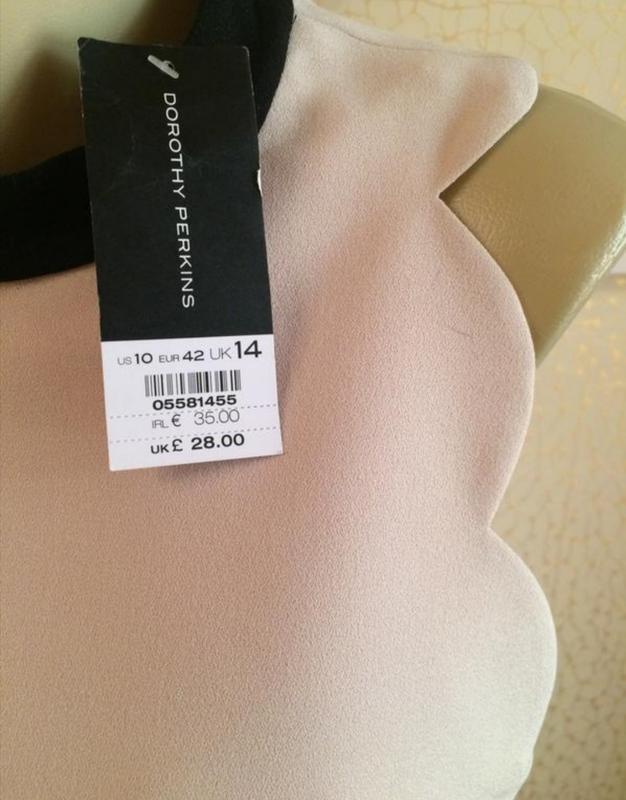 DOROTHY PERKINS
US 10 EUR 42 UK 14
05581455
IRL € 35.00
UK £ 28.00